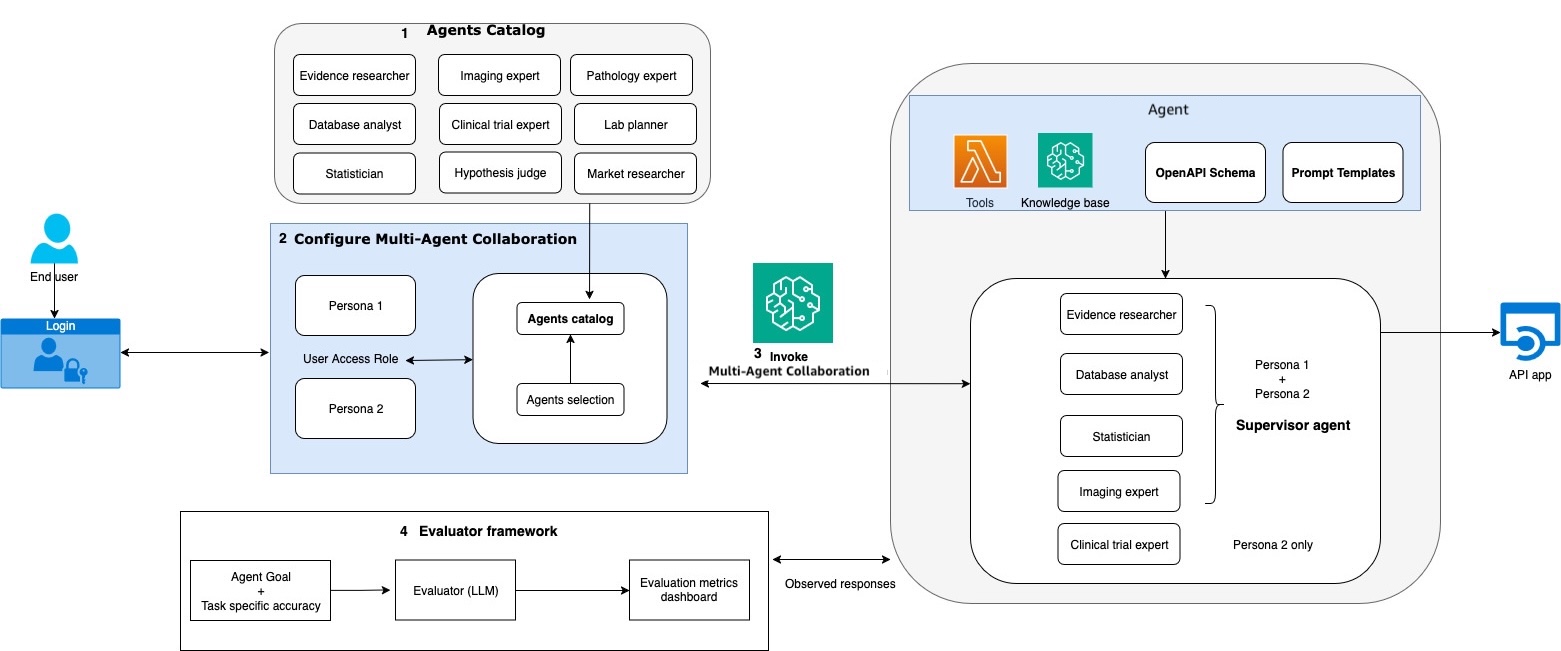 1 Agents Catalog
Evidence researcher
Imaging expert
Pathology expert
Database analyst
Clinical trial expert
Lab planner
Statistician
Hypothesis judge
Market researcher
End user
Login
2 Configure Multi-Agent Collaboration
Persona 1
User Access Role
Persona 2
Agents catalog
Agents selection
3 Invoke
Multi-Agent Collaboration
Agent
Tools
Knowledge base
OpenAPI Schema
Prompt Templates
Evidence researcher
Database analyst
Statistician
Imaging expert
Clinical trial expert
Persona 1
+
Persona 2
Supervisor agent
Persona 2 only
API app
4 Evaluator framework
Agent Goal
+
Task specific accuracy
Evaluator (LLM)
Evaluation metrics
dashboard
Observed responses